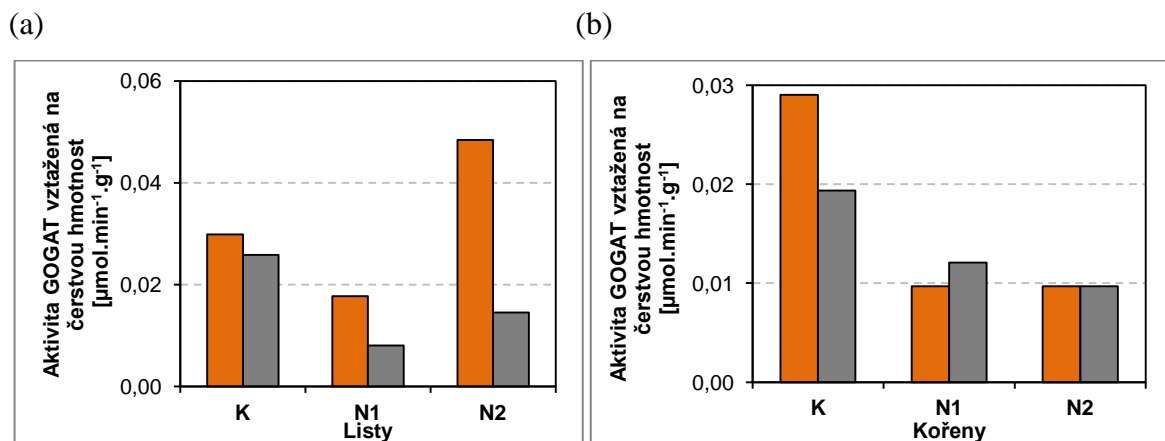 (a)
(b)
Aktivita GOGAT vztažená na
čerstvou hmotnost
[µmol.min⁻¹.g⁻¹]
0,06
0,04
0,02
0,00
K N1 N2
Listy
Aktivita GOGAT vztažená na
čerstvou hmotnost
[µmol.min⁻¹.g⁻¹]
0,03
0,02
0,01
0,00
K N1 N2
Kořeny